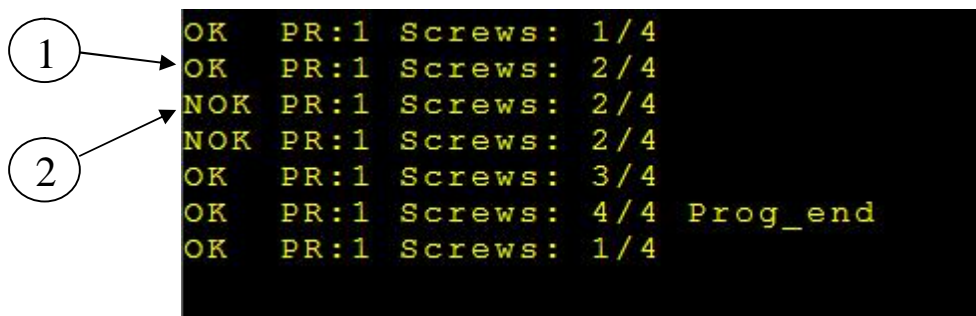 1
OK PR:1 Screws: 1/4
OK PR:1 Screws: 2/4
2
NOK PR:1 Screws: 2/4
NOK PR:1 Screws: 2/4
OK PR:1 Screws: 3/4
OK PR:1 Screws: 4/4 Prog_end
OK PR:1 Screws: 1/4